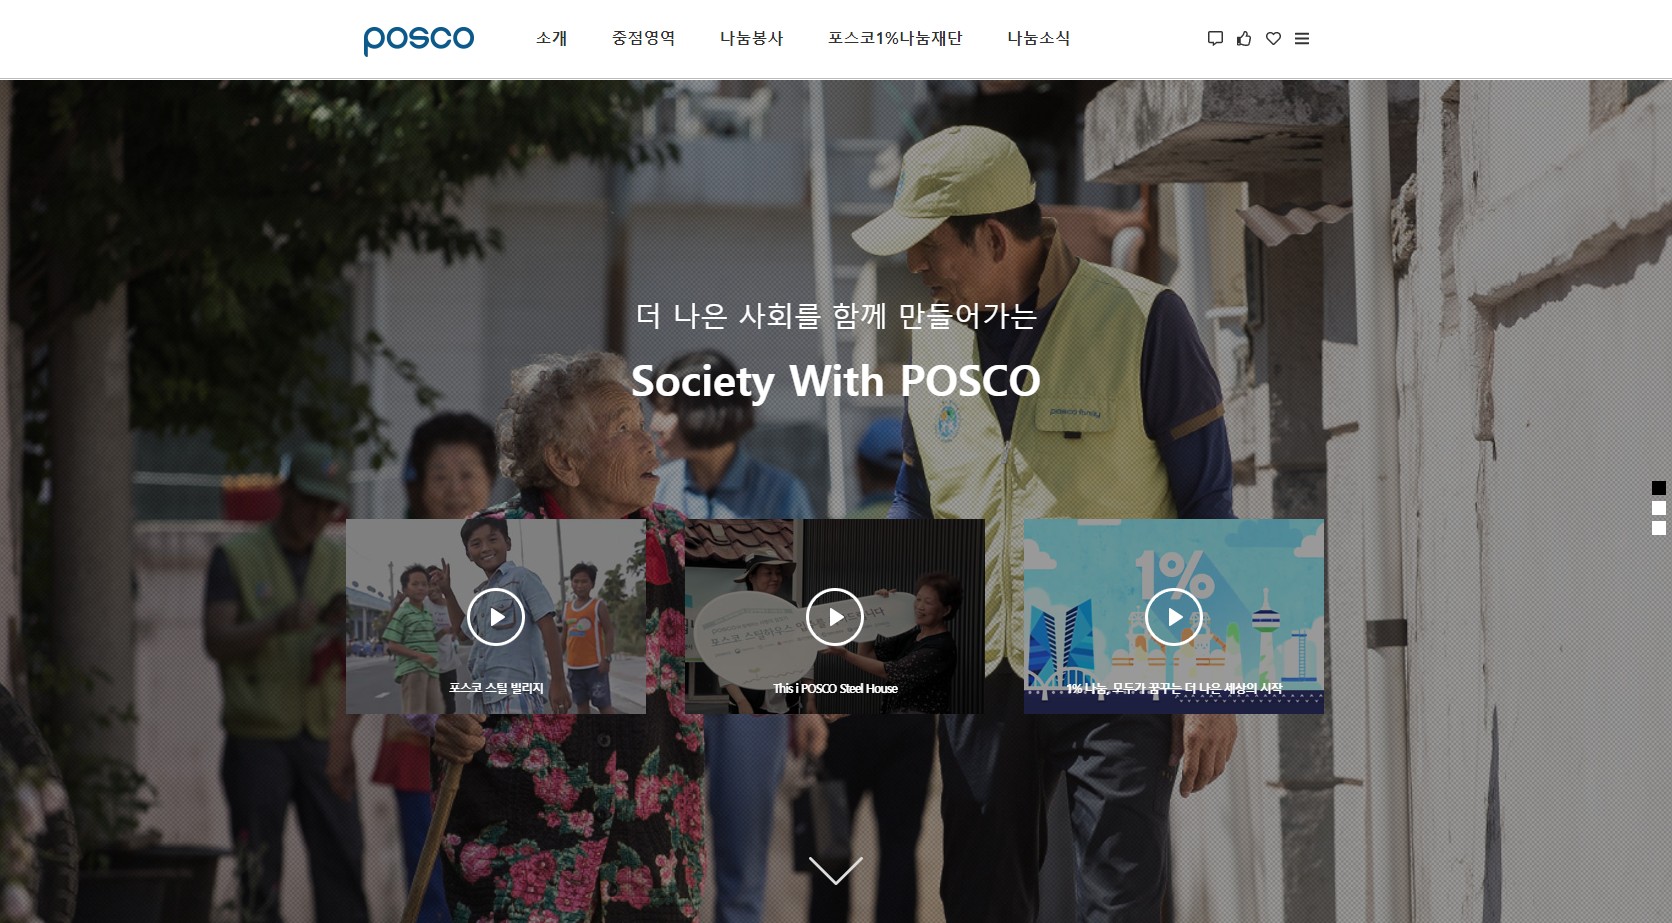 posco
소개
중점영역
나눔봉사
포스코1%나눔재단
나눔소식
더 나은 사회를 함께 만들어가는
Society With POSCO
posco family
1%
포스코 스틸 빌리지
This i POSCO Steel House
1% 나눔, 모두가 꿈꾸는 더 나은 세상의 시작